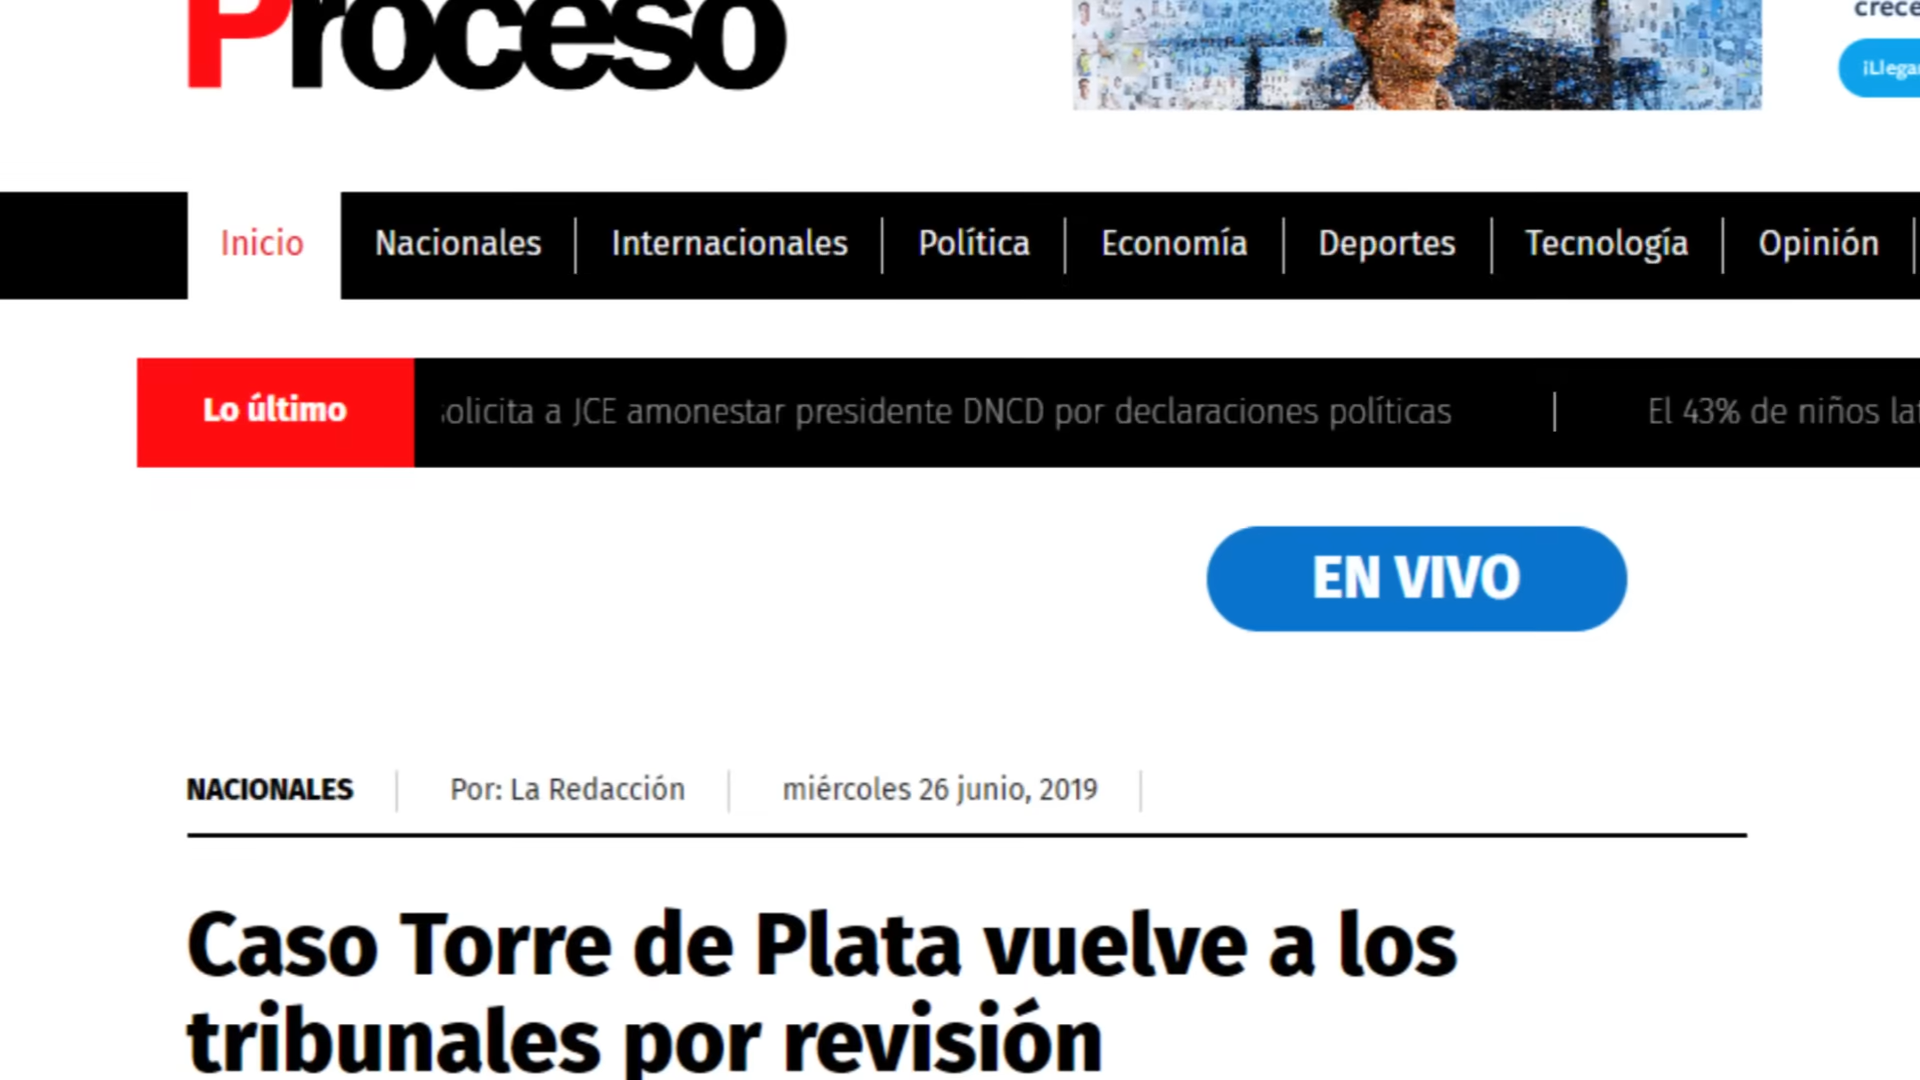 Proceso
Inicio
Nacionales
Internacionales
Política
Economía
Deportes
Tecnología
Opinión
Lo último
olicita a JCE amonestar presidente DNCD por declaraciones políticas
El 43% de niños
EN VIVO
NACIONALES
Por: La Redacción
miércoles 26 junio, 2019
Caso Torre de Plata vuelve a los
tribunales por revisión